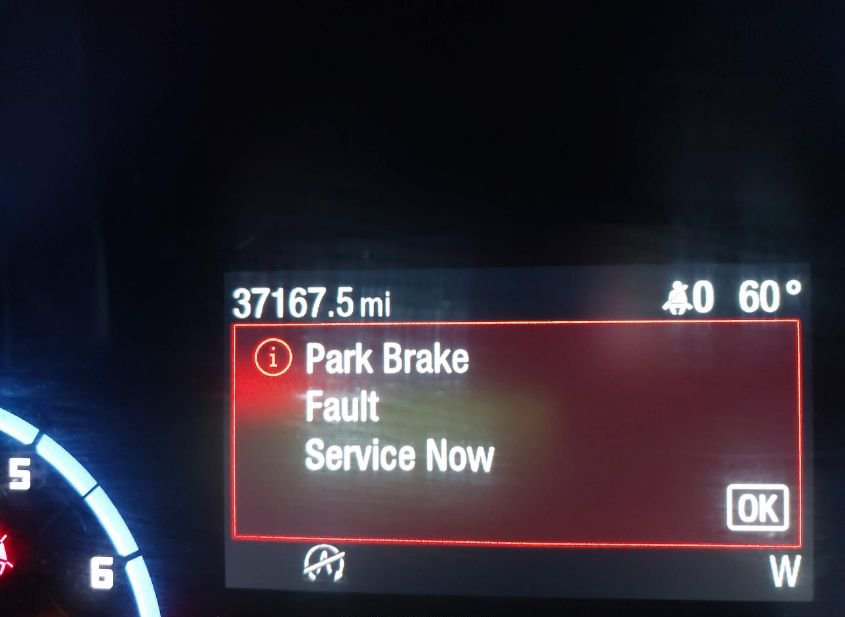 37167.5 mi 0 60°
i Park Brake
Fault
Service Now
OK
W
5
6